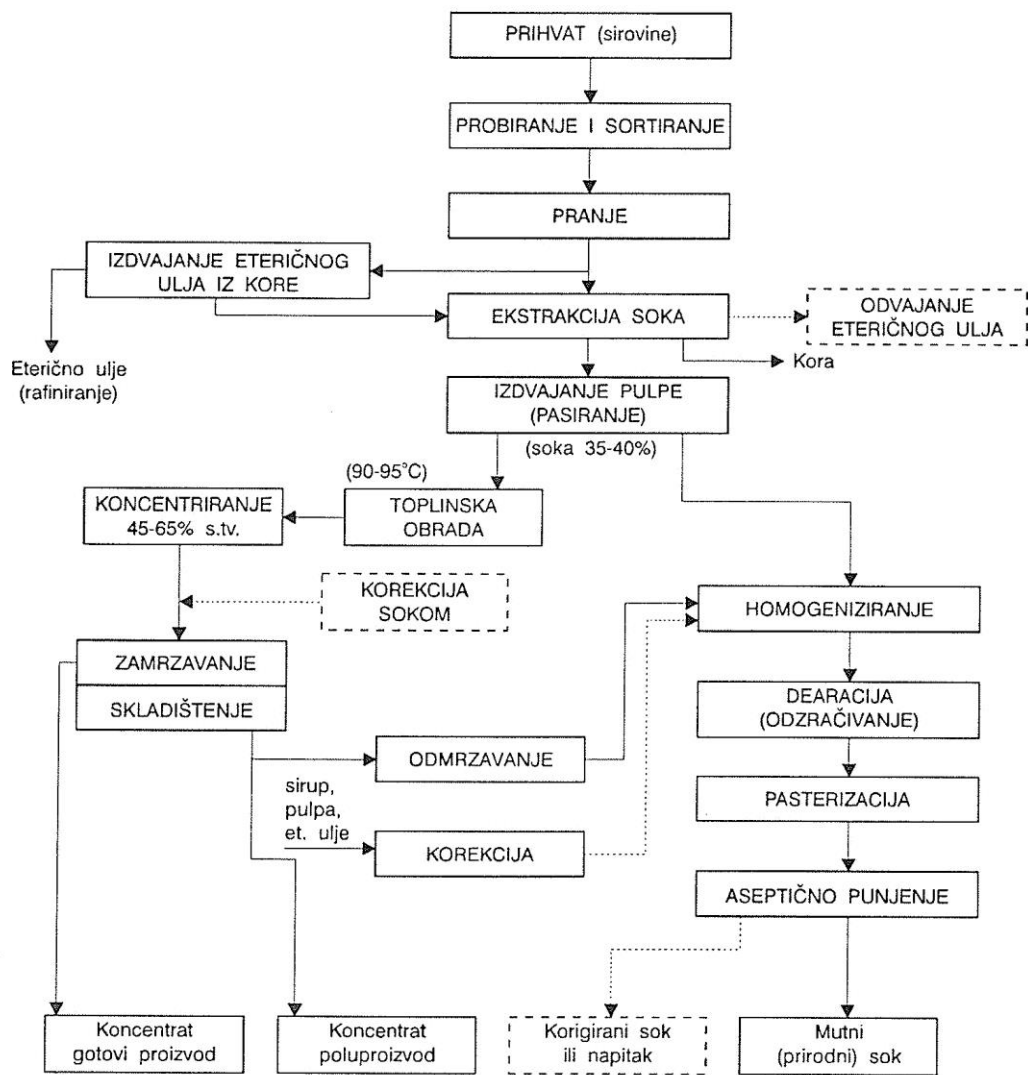 PRIHVAT (sirovine)
PROBIRANJE I SORTIRANJE
PRANJE
IZDVAJANJE ETERIČNOG
ULJA IZ KORE
EKSTRAKCIJA SOKA
ODVAJANJE
ETERIČNOG ULJA
Eterično ulje
(rafiniranje)
Kora
IZDVAJANJE PULPE
(PASIRANJE)
(soka 35-40%)
(90-95°C)
KONCENTRIRANJE
45-65% s.tv.
TOPLINSKA
OBRADA
KOREKCIJA
SOKOM
HOMOGENIZIRANJE
ZAMRZAVANJE
SKLADIŠTENJE
DEARACIJA
(ODZRAČIVANJE)
ODMRZAVANJE
PASTERIZACIJA
sirup,
pulpa,
et. ulje
KOREKCIJA
ASEPTIČNO PUNJENJE
Koncentrat
gotovi proizvod
Koncentrat
poluproizvod
Korigirani sok
ili napitak
Mutni
(prirodni) sok